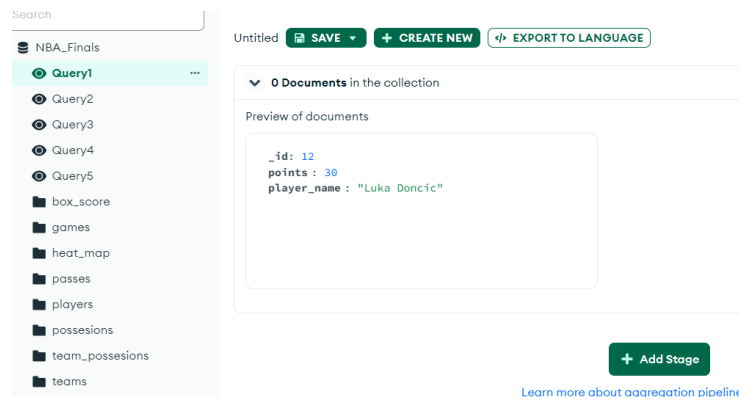 Search
NBA_Finals
Query1 ...
Query2
Query3
Query4
Query5
box_score
games
heat_map
passes
players
possesions
team_possesions
teams
Untitled SAVE + CREATE NEW </> EXPORT TO LANGUAGE
0 Documents in the collection
Preview of documents
_id: 12
points : 30
player_name : "Luka Doncic"
+ Add Stage
Learn more about aggregation pipeline